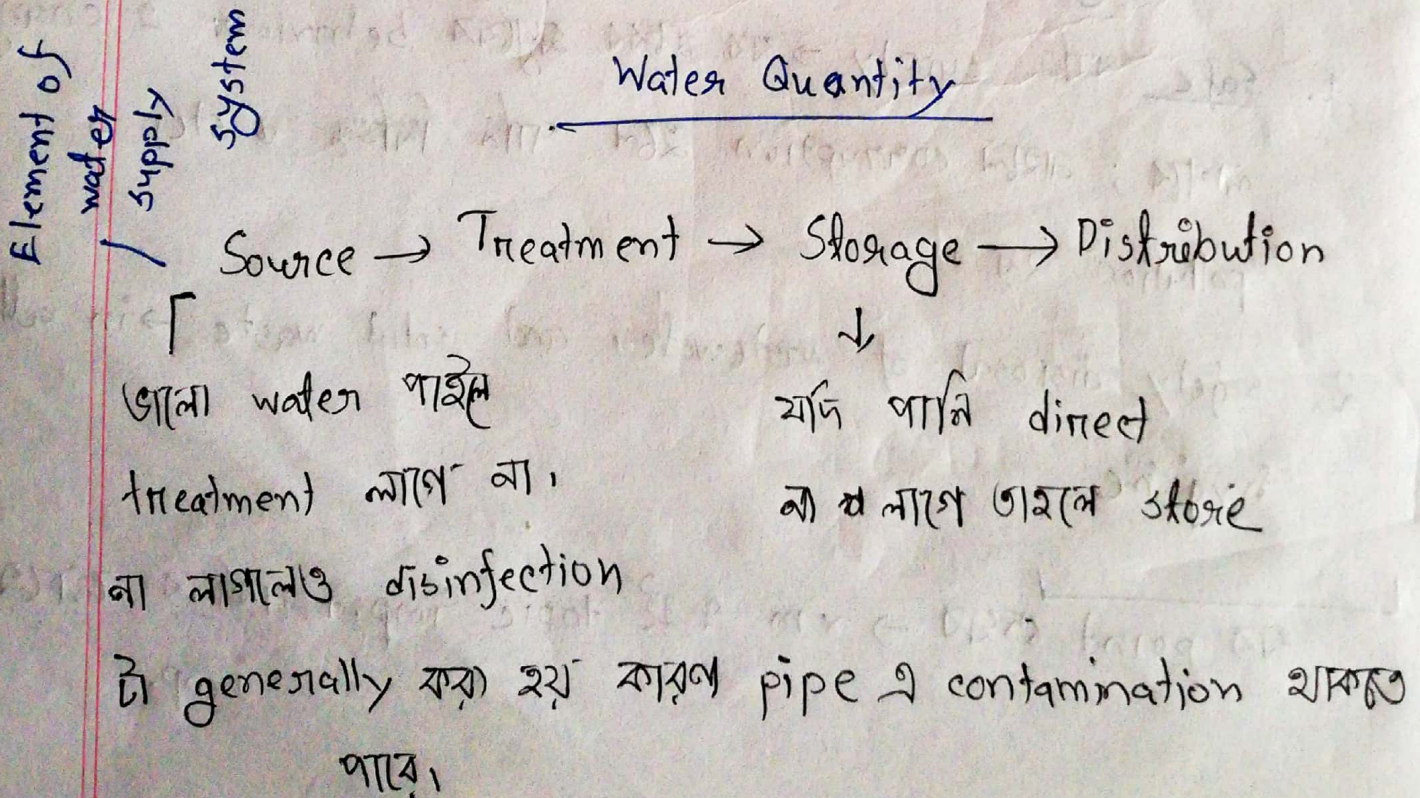 Element of
water
supply
system
Water Quantity
Source → Treatment → Storage → Distribution
ভালো water পাইলে
treatment লাগে না।
না লাগলেও disinfection
টা generally করা হয় কারণ pipe এ contamination থাকতে
পারে।
↓
যদি পানি direct
না লাগে তাহলে store